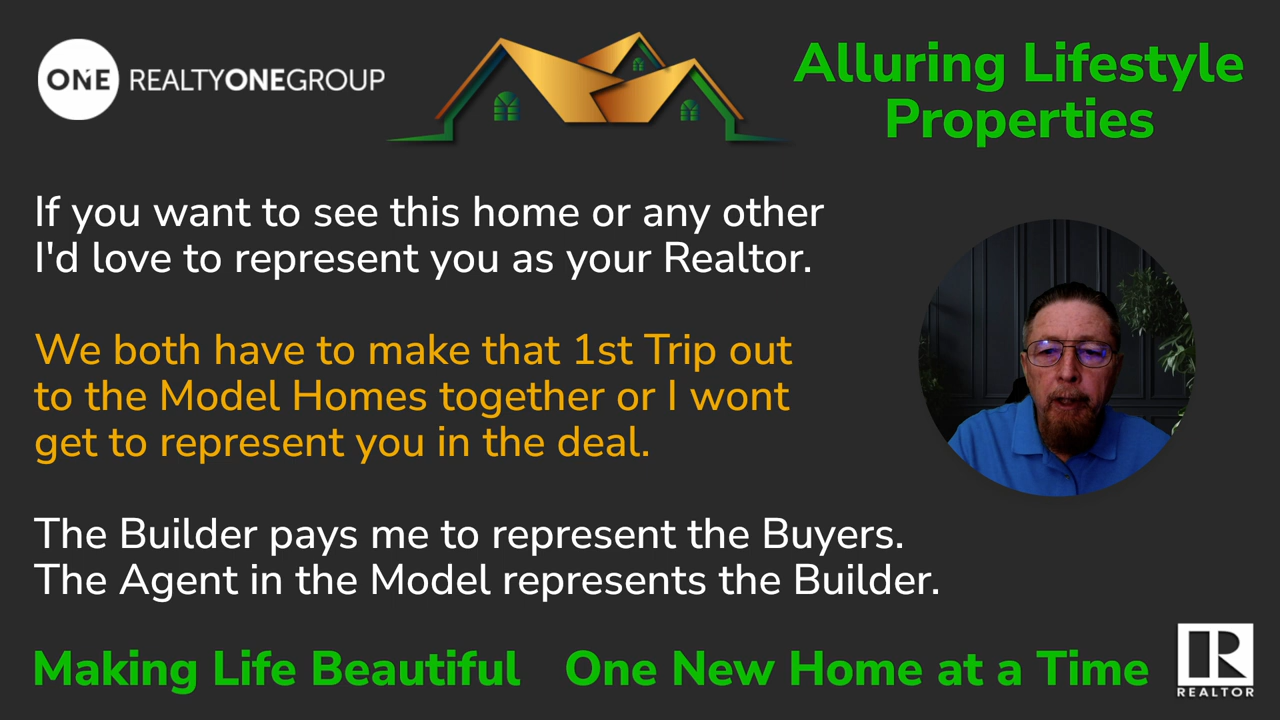 ONE REALTYONEGROUP
Alluring Lifestyle
Properties
If you want to see this home or any other
I'd love to represent you as your Realtor.
We both have to make that 1st Trip out
to the Model Homes together or I wont
get to represent you in the deal.
The Builder pays me to represent the Buyers.
The Agent in the Model represents the Builder.
Making Life Beautiful One New Home at a Time
R
REALTOR